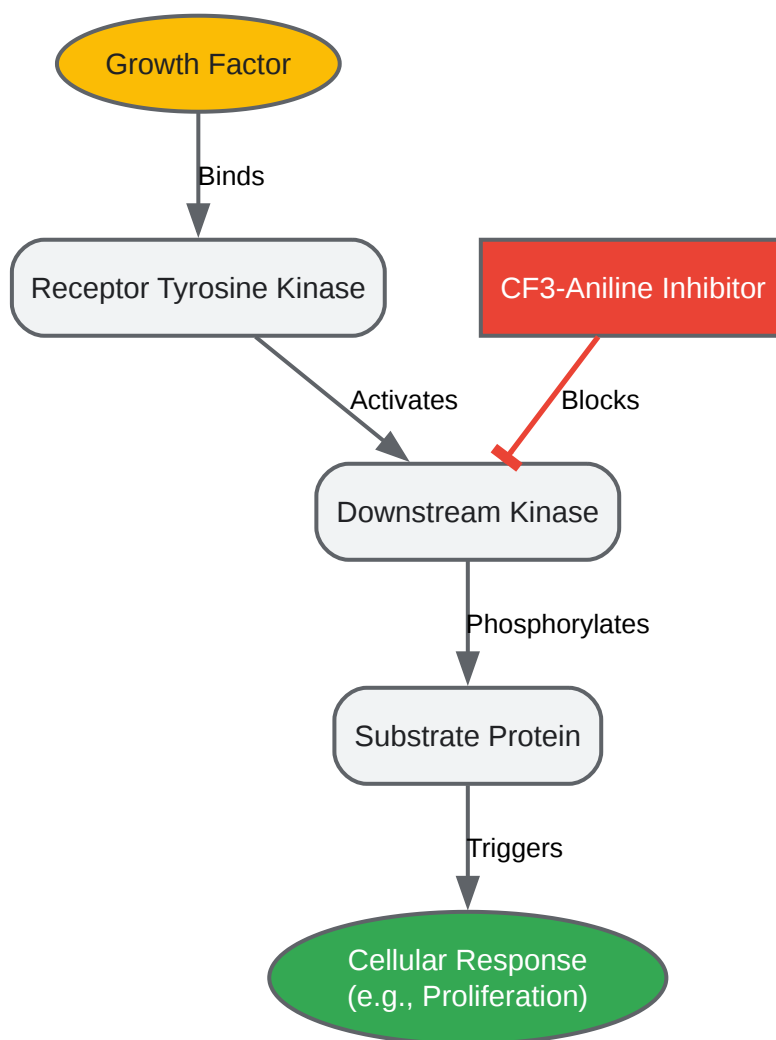 Growth Factor
Binds
Receptor Tyrosine Kinase
CF3-Aniline Inhibitor
Activates
Blocks
Downstream Kinase
Phosphorylates
Substrate Protein
Triggers
Cellular Response
(e.g., Proliferation)